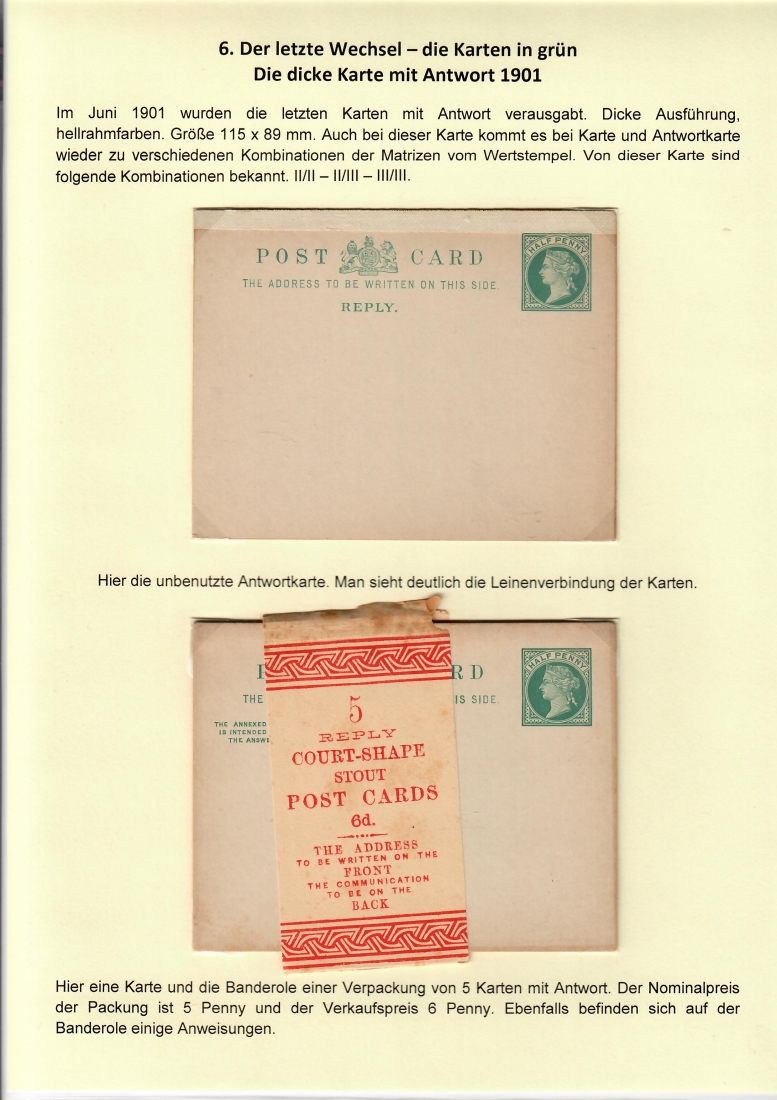 6. Der letzte Wechsel – die Karten in grün
Die dicke Karte mit Antwort 1901
Im Juni 1901 wurden die letzten Karten mit Antwort verausgabt. Dicke Ausführung,
hellrahmfarben. Größe 115 x 89 mm. Auch bei dieser Karte kommt es bei Karte und Antwortkarte
wieder zu verschiedenen Kombinationen der Matrizen vom Wertstempel. Von dieser Karte sind
folgende Kombinationen bekannt. II/II – II/III – III/III.
POST CARD
HALF PENNY
THE ADDRESS TO BE WRITTEN ON THIS SIDE.
REPLY.
Hier die unbenutzte Antwortkarte. Man sieht deutlich die Leinenverbindung der Karten.
P RD
HALF PENNY
THE IS SIDE.
THE ANNEXED
IS INTENDED
THE ANSWE
5
REPLY
COURT-SHAPE
STOUT
POST CARDS
6d.
THE ADDRESS
TO BE WRITTEN ON THE
FRONT
THE COMMUNICATION
TO BE ON THE
BACK
Hier eine Karte und die Banderole einer Verpackung von 5 Karten mit Antwort. Der Nominalpreis
der Packung ist 5 Penny und der Verkaufspreis 6 Penny. Ebenfalls befinden sich auf der
Banderole einige Anweisungen.